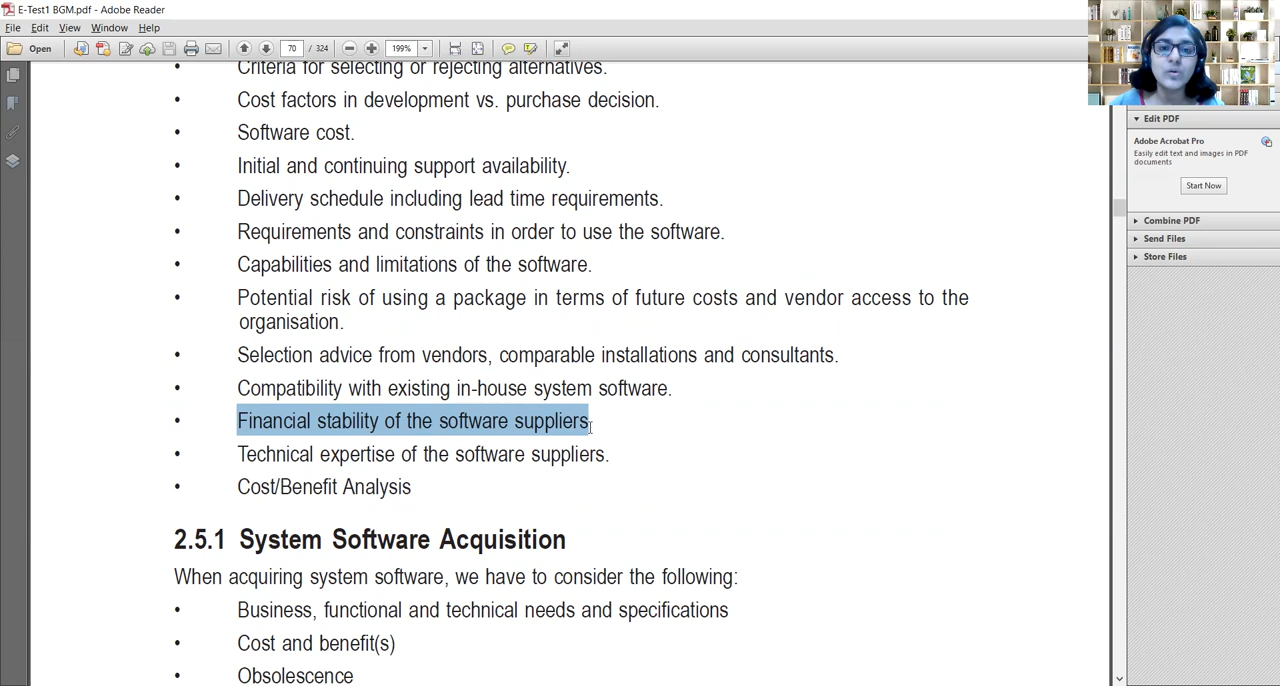 E-Test1 BGM.pdf - Adobe Reader
File Edit View Window Help
Open 70 / 324 199%
• Criteria for selecting or rejecting alternatives.
• Cost factors in development vs. purchase decision.
• Software cost.
• Initial and continuing support availability.
• Delivery schedule including lead time requirements.
• Requirements and constraints in order to use the software.
• Capabilities and limitations of the software.
• Potential risk of using a package in terms of future costs and vendor access to the
organisation.
• Selection advice from vendors, comparable installations and consultants.
• Compatibility with existing in-house system software.
• Financial stability of the software suppliers
• Technical expertise of the software suppliers.
• Cost/Benefit Analysis
2.5.1 System Software Acquisition
When acquiring system software, we have to consider the following:
• Business, functional and technical needs and specifications
• Cost and benefit(s)
• Obsolescence
Edit PDF
Adobe Acrobat Pro
Easily edit text and images in PDF
documents
Start Now
Combine PDF
Send Files
Store Files